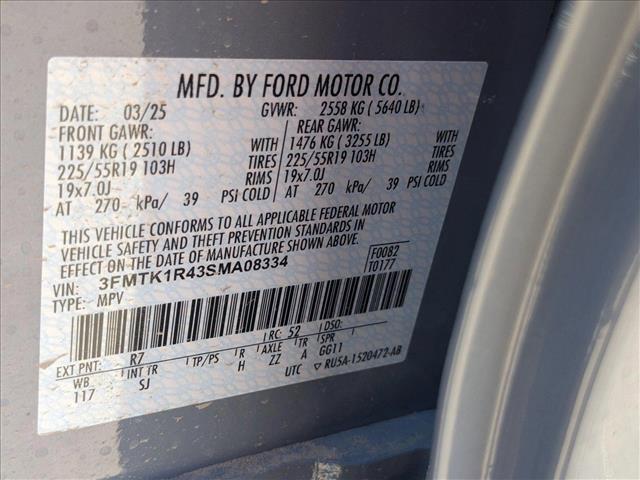 MFD. BY FORD MOTOR CO.
DATE: 03/25 GVWR: 2558 KG ( 5640 LB)
FRONT GAWR: REAR GAWR:
1139 KG ( 2510 LB) WITH 1476 KG ( 3255 LB) WITH
225/55R19 103H TIRES 225/55R19 103H TIRES
19x7.0J RIMS 19x7.0J RIMS
AT 270 kPa/ 39 PSI COLD AT 270 kPa/ 39 PSI COLD
THIS VEHICLE CONFORMS TO ALL APPLICABLE FEDERAL MOTOR
VEHICLE SAFETY AND THEFT PREVENTION STANDARDS IN
EFFECT ON THE DATE OF MANUFACTURE SHOWN ABOVE.
VIN: 3FMTK1R43SMA08334 F0082
TYPE: MPV T0177
EXT PNT: R7 RC: 52 DSO:
WB INT TR TP/PS R AXLE TR SPR
117 SJ H ZZ A GG11
UTC ▽ RU5A-1520472-AB